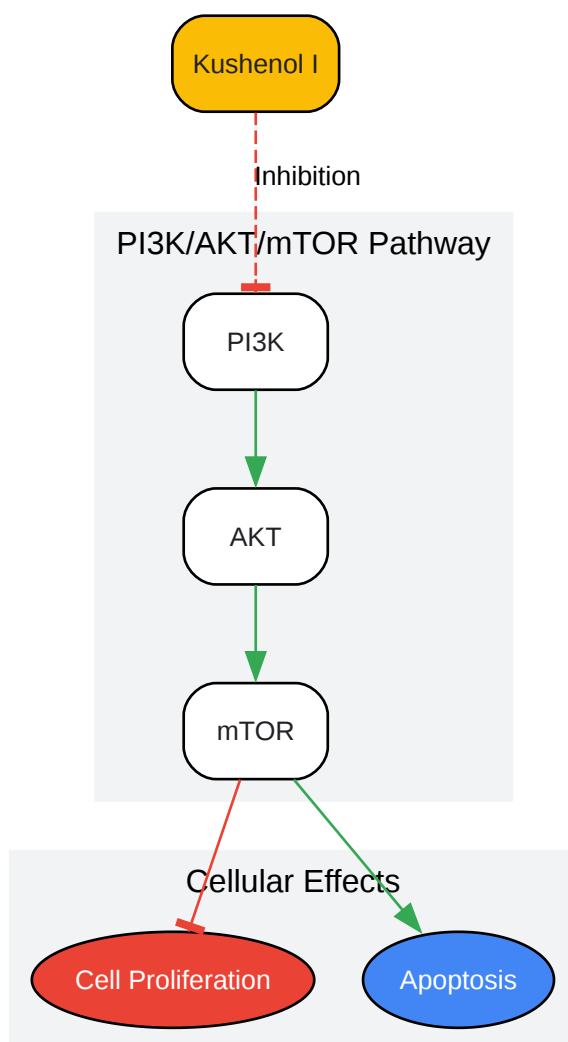 Kushenol I
Inhibition
PI3K/AKT/mTOR Pathway
PI3K
AKT
mTOR
Cellular Effects
Cell Proliferation
Apoptosis